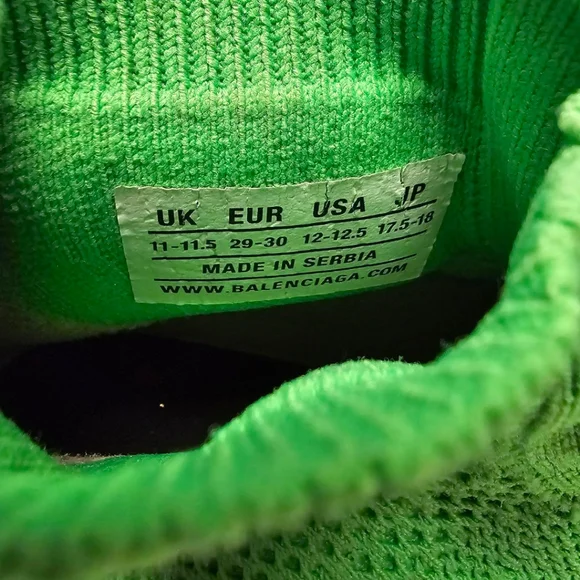 UK EUR USA JP
11-11.5 29-30 12-12.5 17.5-18
MADE IN SERBIA
WWW.BALENCIAGA.COM